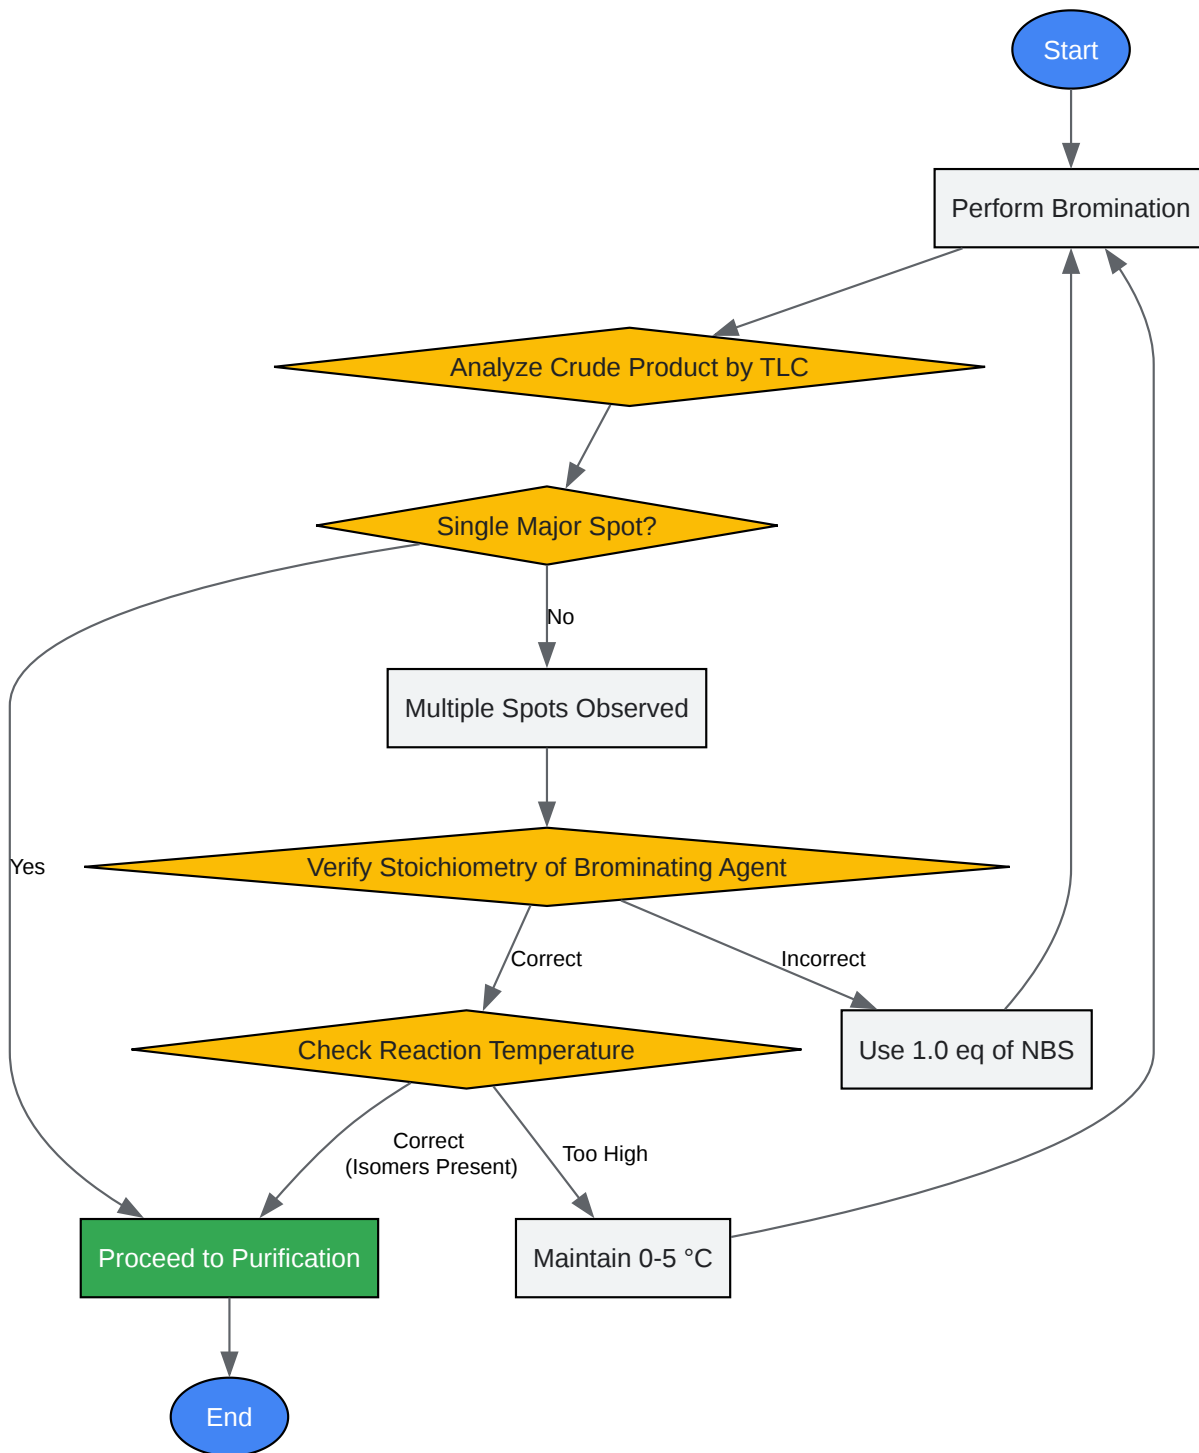 Start
Perform Bromination
Analyze Crude Product by TLC
Single Major Spot?
No
Multiple Spots Observed
Yes
Verify Stoichiometry of Brominating Agent
Correct
Incorrect
Check Reaction Temperature
Use 1.0 eq of NBS
Correct
(Isomers Present)
Too High
Proceed to Purification
Maintain 0-5 °C
End